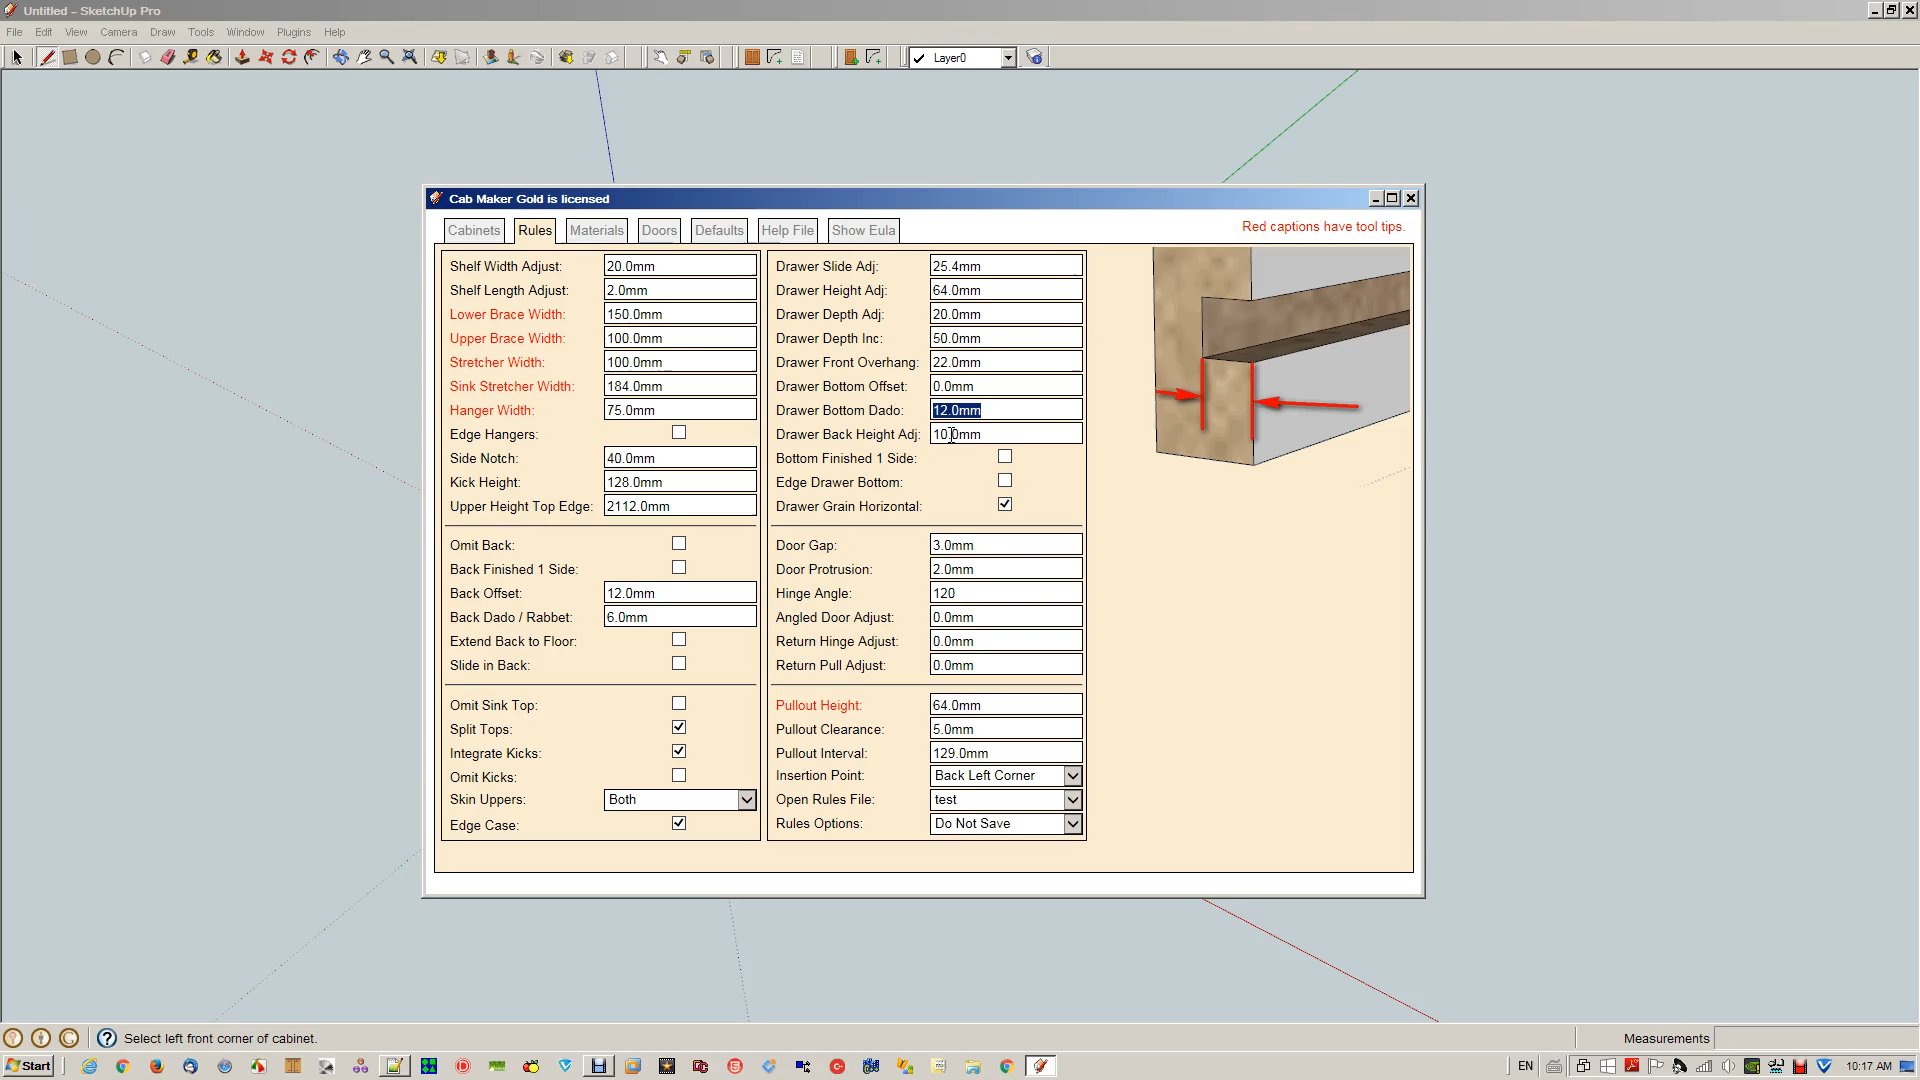 Untitled - SketchUp Pro
File Edit View Camera Draw Tools Window Plugins Help
Layer0
Cab Maker Gold is licensed
Cabinets Rules Materials Doors Defaults Help File Show Eula
Red captions have tool tips.
Shelf Width Adjust: 20.0mm
Shelf Length Adjust: 2.0mm
Lower Brace Width: 150.0mm
Upper Brace Width: 100.0mm
Stretcher Width: 100.0mm
Sink Stretcher Width: 184.0mm
Hanger Width: 75.0mm
Edge Hangers:
Side Notch: 40.0mm
Kick Height: 128.0mm
Upper Height Top Edge: 2112.0mm
Omit Back:
Back Finished 1 Side:
Back Offset: 12.0mm
Back Dado / Rabbet: 6.0mm
Extend Back to Floor:
Slide in Back:
Omit Sink Top:
Split Tops:
Integrate Kicks:
Omit Kicks:
Skin Uppers: Both
Edge Case:
Drawer Slide Adj: 25.4mm
Drawer Height Adj: 64.0mm
Drawer Depth Adj: 20.0mm
Drawer Depth Inc: 50.0mm
Drawer Front Overhang: 22.0mm
Drawer Bottom Offset: 0.0mm
Drawer Bottom Dado: 12.0mm
Drawer Back Height Adj: 10.0mm
Bottom Finished 1 Side:
Edge Drawer Bottom:
Drawer Grain Horizontal:
Door Gap: 3.0mm
Door Protrusion: 2.0mm
Hinge Angle: 120
Angled Door Adjust: 0.0mm
Return Hinge Adjust: 0.0mm
Return Pull Adjust: 0.0mm
Pullout Height: 64.0mm
Pullout Clearance: 5.0mm
Pullout Interval: 129.0mm
Insertion Point: Back Left Corner
Open Rules File: test
Rules Options: Do Not Save
Select left front corner of cabinet.
Measurements
Start
EN
10:17 AM